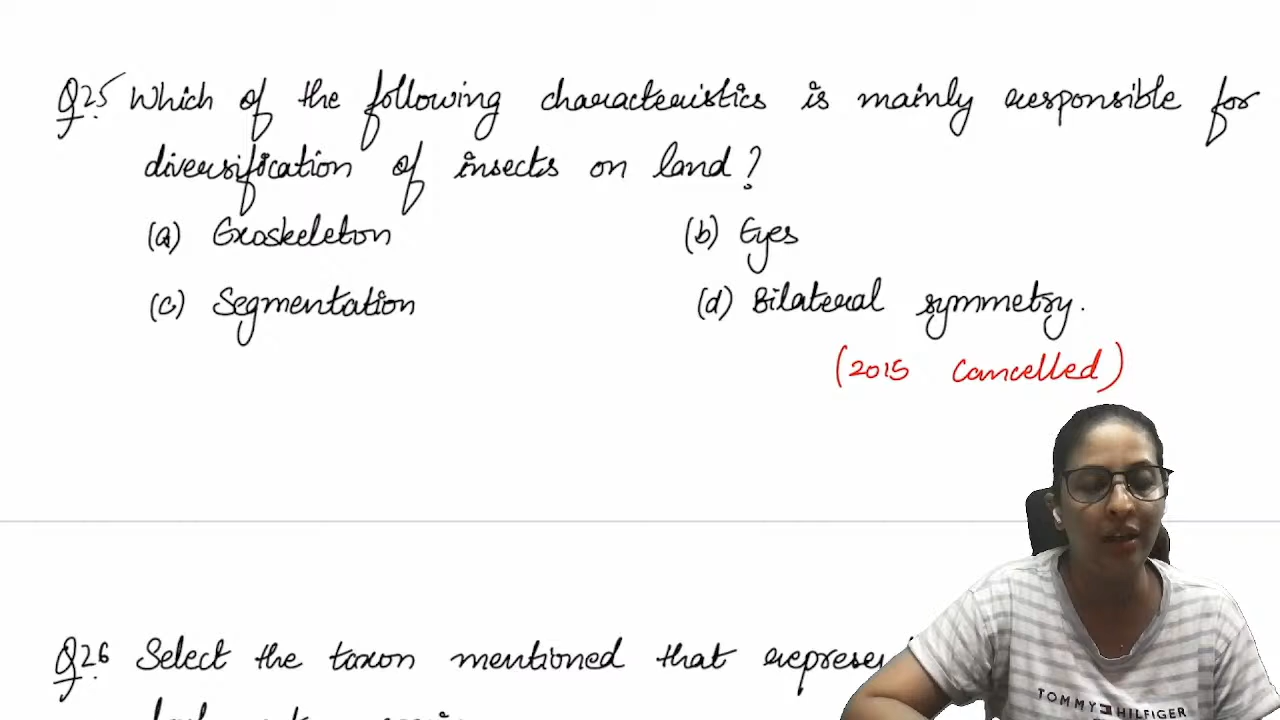 Q25. Which of the following characteristics is mainly responsible for
diversification of insects on land?
(a) Exoskeleton (b) Eyes
(c) Segmentation (d) Bilateral symmetry.
(2015 Cancelled)
Q26. Select the taxon mentioned that
TOMMY HILFIGER